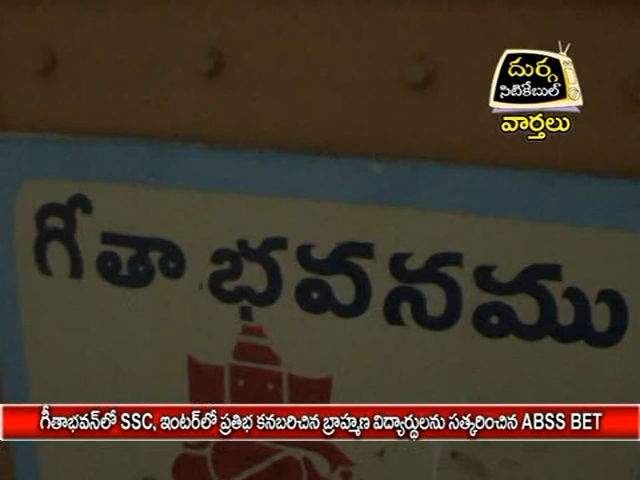 దుర్గ
సిటికేబుల్
వార్తలు
గీతా భవనము
గీతాభవన్‌లో SSC, ఇంటర్‌లో ప్రతిభ కనబరిచిన బ్రాహ్మణ విద్యార్థులను సత్కరించిన ABSS BET